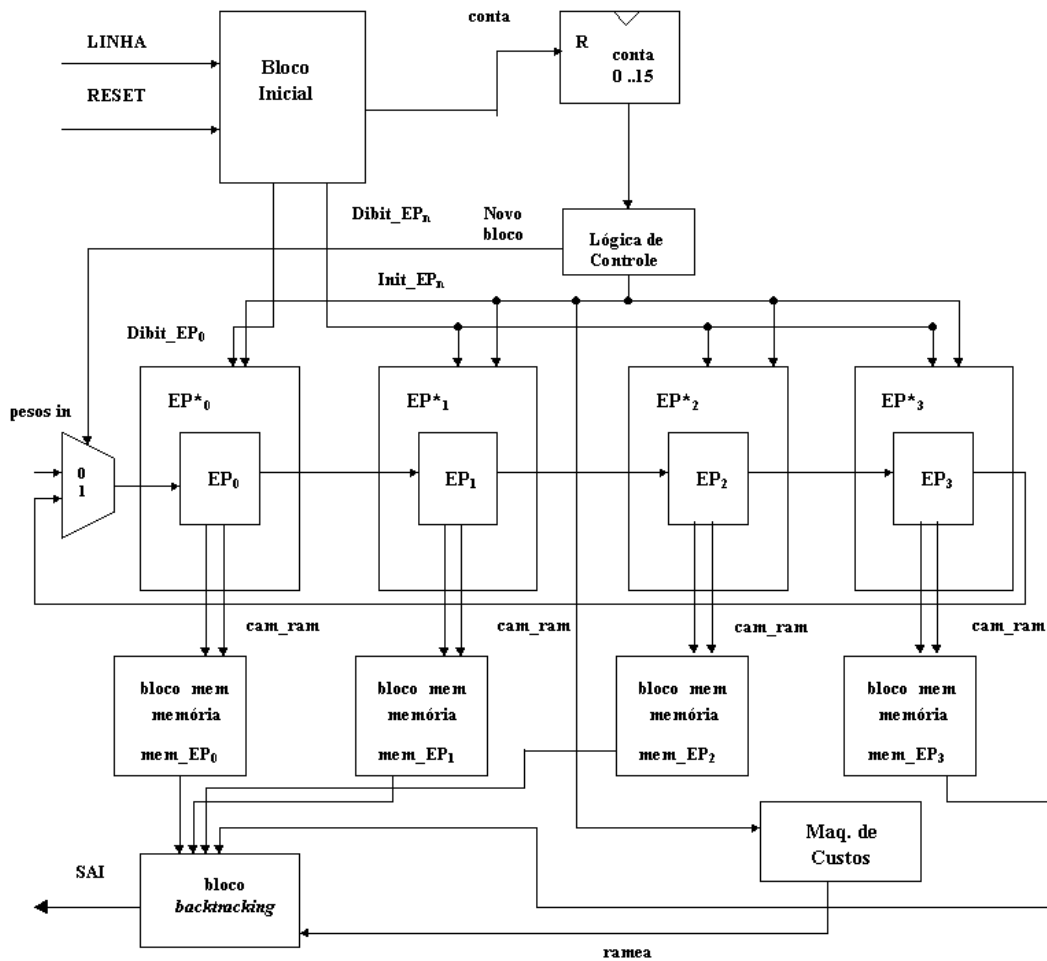 conta
LINHA
R
Bloco
Inicial
conta
0 ..15
RESET
Dibit_EPn
Novo
bloco
Lógica de
Controle
Init_EPn
Dibit_EP0
EP*0
EP*1
EP*2
EP*3
pesos in
0
1
EP0
EP1
EP2
EP3
cam_ram
cam_ram
cam_ram
cam_ram
bloco mem
memória
mem_EP0
bloco mem
memória
mem_EP1
bloco mem
memória
mem_EP2
bloco mem
memória
mem_EP3
Maq. de
Custos
SAI
bloco
backtracking
ramea